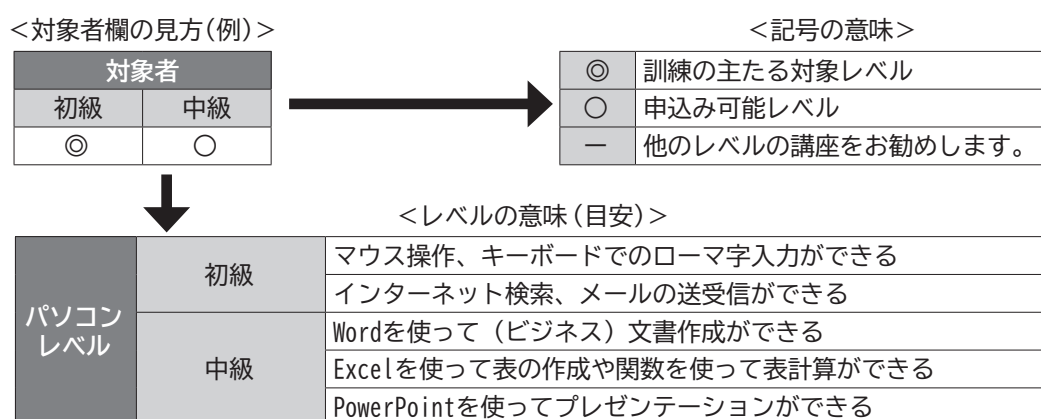 ＜対象者欄の見方(例)＞
対象者
初級 中級
◎ ○
＜記号の意味＞
◎ 訓練の主たる対象レベル
○ 申込み可能レベル
－ 他のレベルの講座をお勧めします。
＜レベルの意味(目安)＞
パソコン
レベル
初級
マウス操作、キーボードでのローマ字入力ができる
インターネット検索、メールの送受信ができる
中級
Wordを使って（ビジネス）文書作成ができる
Excelを使って表の作成や関数を使って表計算ができる
PowerPointを使ってプレゼンテーションができる